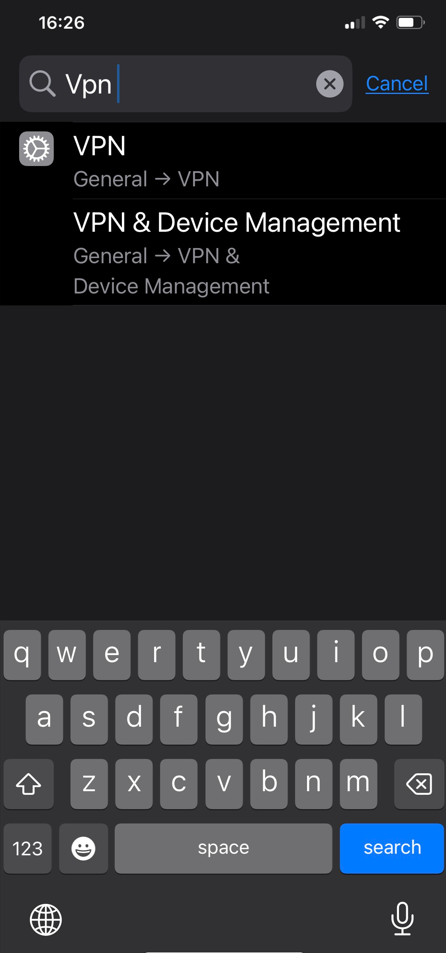 16:26
Vpn
Cancel
VPN
General → VPN
VPN & Device Management
General → VPN &
Device Management
q w e r t y u i o p
a s d f g h j k l
z x c v b n m
123 space search